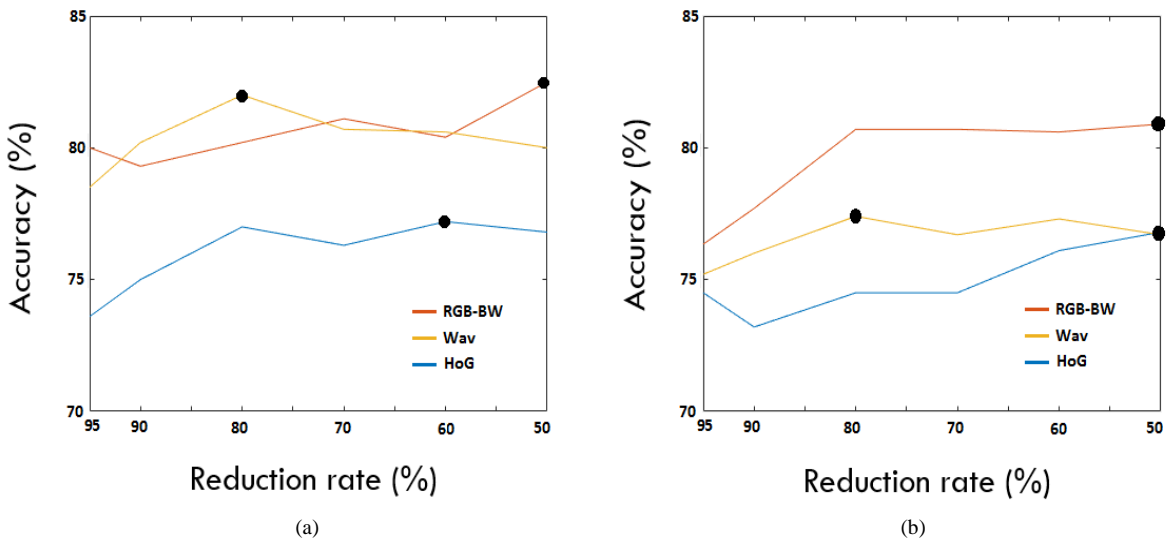 85
80
75
70
95 90 80 70 60 50
Accuracy (%)
Reduction rate (%)
RGB-BW
Wav
HoG
(a)
85
80
75
70
95 90 80 70 60 50
Accuracy (%)
Reduction rate (%)
RGB-BW
Wav
HoG
(b)